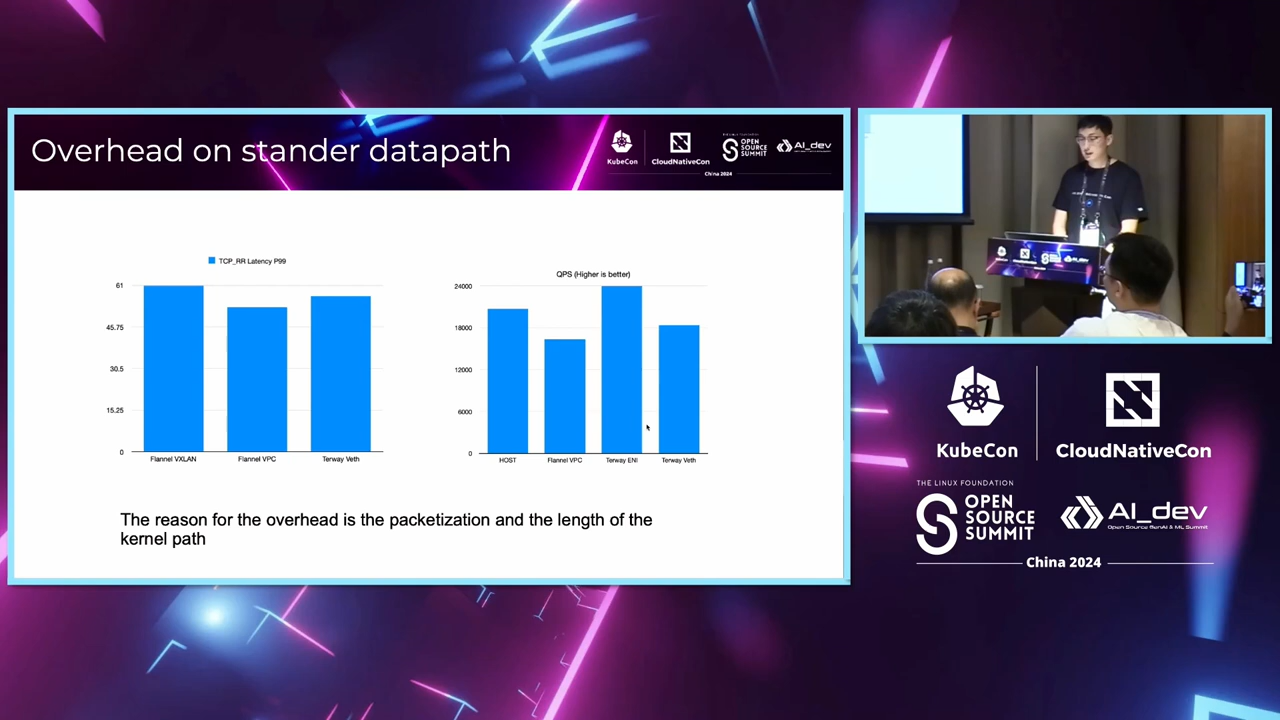 Overhead on stander datapath
KubeCon
CloudNativeCon
THE LINUX FOUNDATION
OPEN
SOURCE
SUMMIT
AI_dev
China 2024
TCP_RR Latency P99
61
45.75
30.5
15.25
0
Flannel VXLAN
Flannel VPC
Terway Veth
QPS (Higher is better)
24000
18000
12000
6000
0
HOST
Flannel VPC
Terway ENI
Terway Veth
The reason for the overhead is the packetization and the length of the
kernel path
KubeCon
CloudNativeCon
THE LINUX FOUNDATION
OPEN
SOURCE
SUMMIT
AI_dev
Open Source GenAI & ML Summit
China 2024